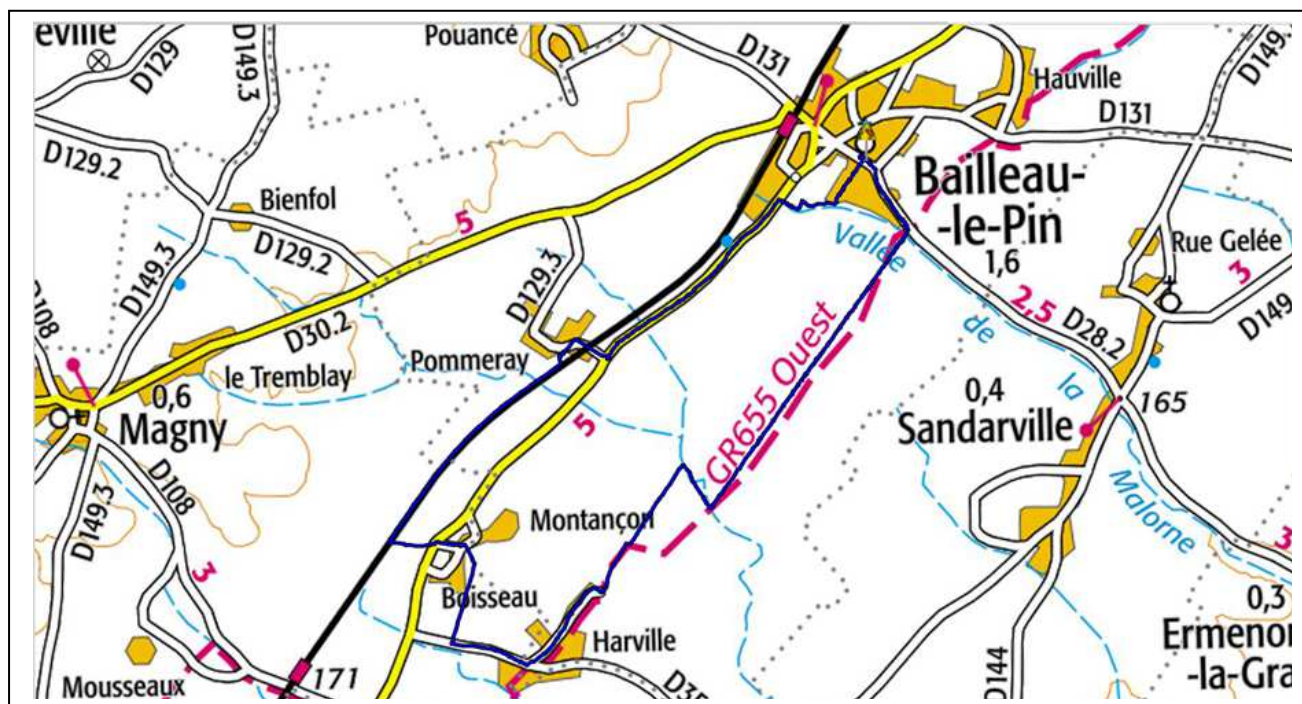 eville
D129
D149.3
Pouancé
D131
Hauville
D149.
D129.2
D131
Bienfol
5
Bailleau-
-le-Pin
D129.2
Vallée
Rue Gelée
D149.3
1,6
3
D108
D129.3
GR655 Ouest
de
2,5
D28.2
D149
D30.2
Pommeray
la
le Tremblay
0,6
0,4
165
Magny
5
Sandarville
D108
D149.3
Montançon
Malorne
3
3
Boisseau
0,3
Harville
Ermenon
171
D144
-la-Gra
Mousseaux